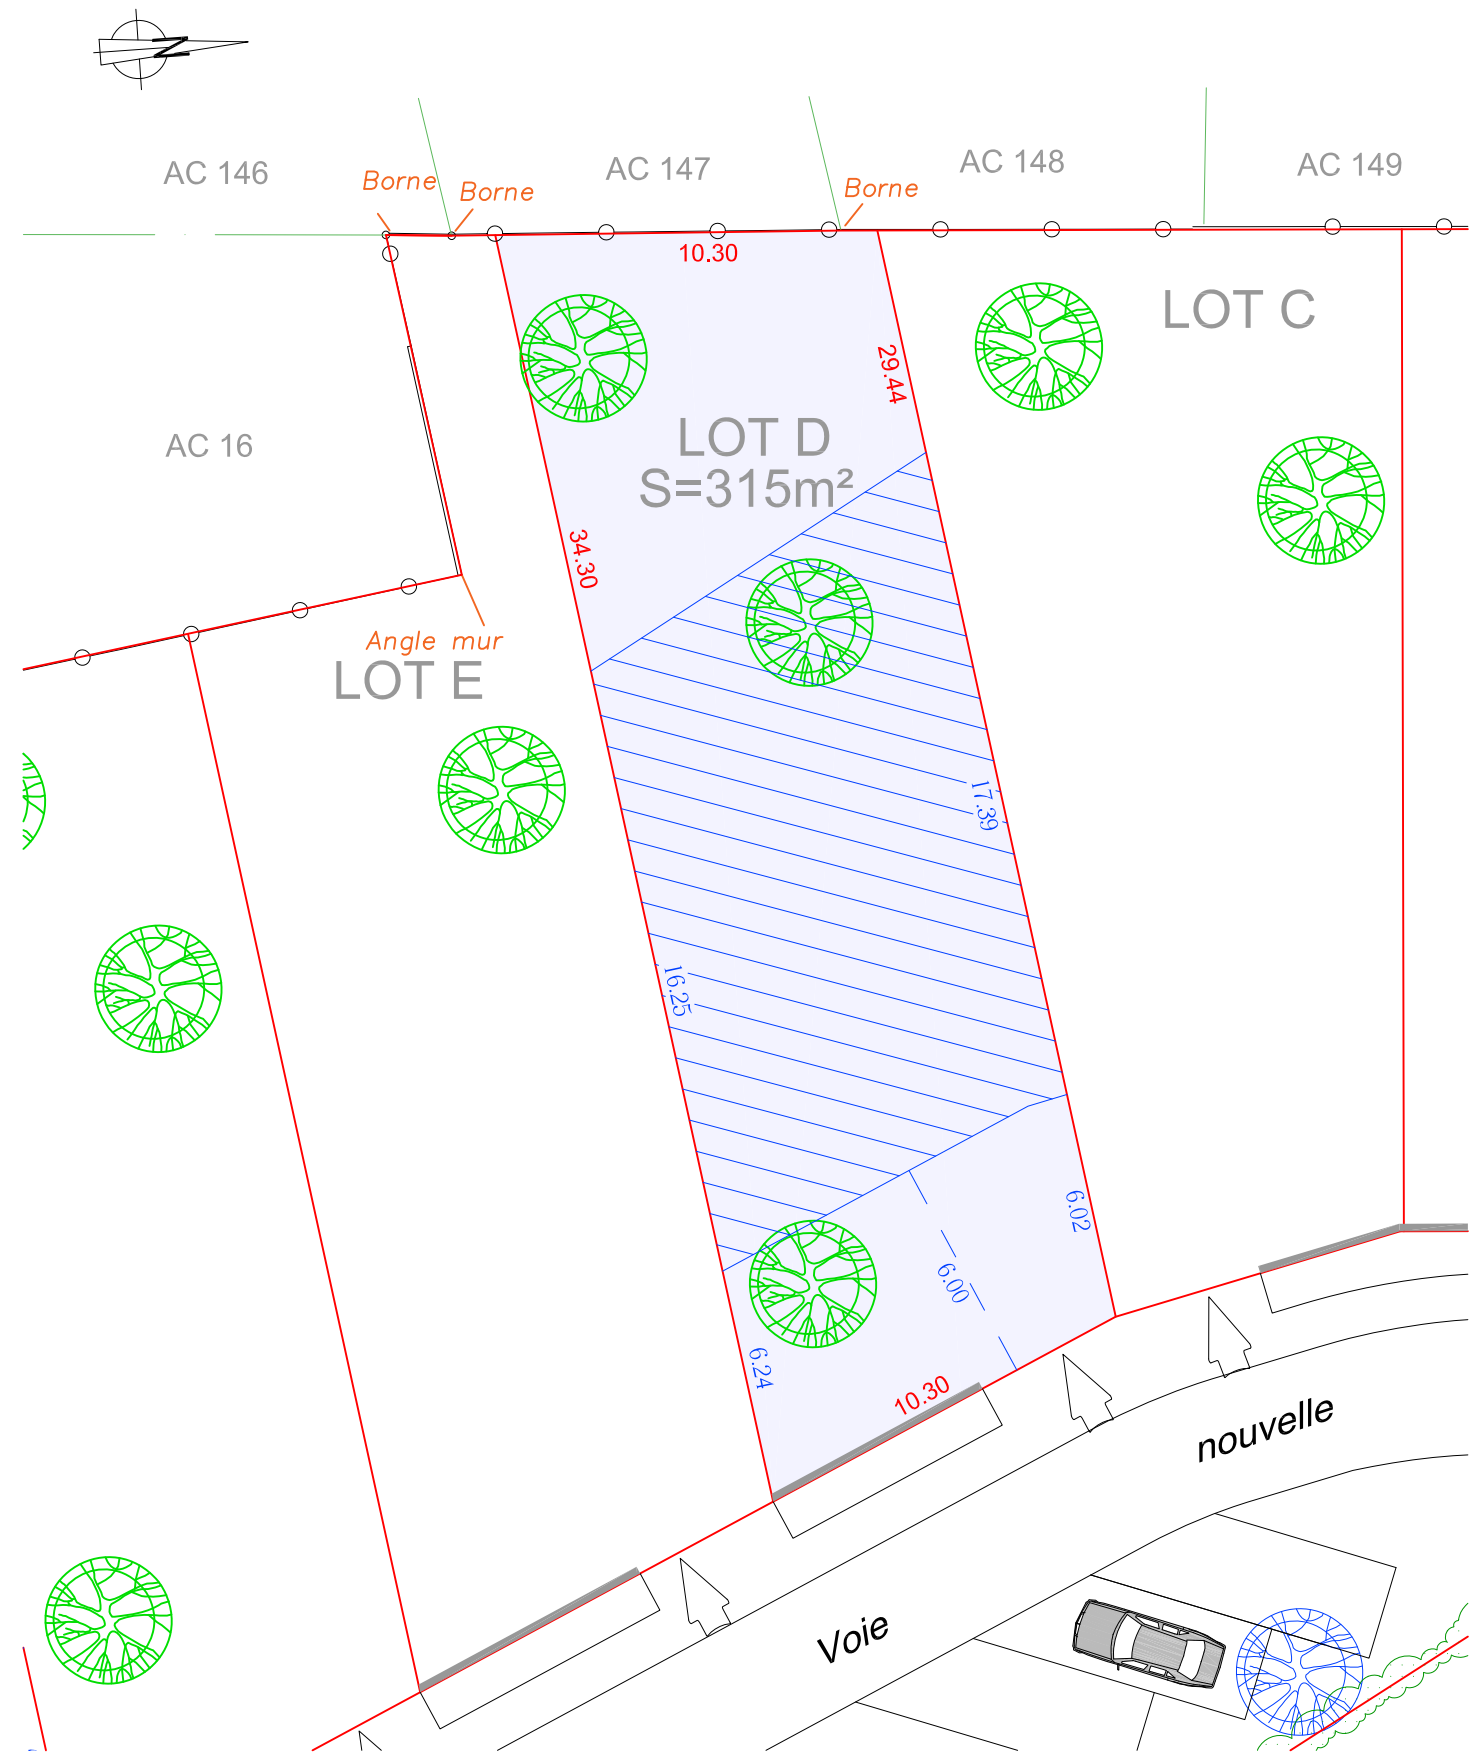 N
AC 146
AC 147
AC 148
AC 149
Borne
Borne
Borne
10.30
LOT C
29.44
LOT D
S=315m²
AC 16
34.30
Angle mur
LOT E
17.39
16.25
6.02
6.00
6.24
10.30
nouvelle
Voie